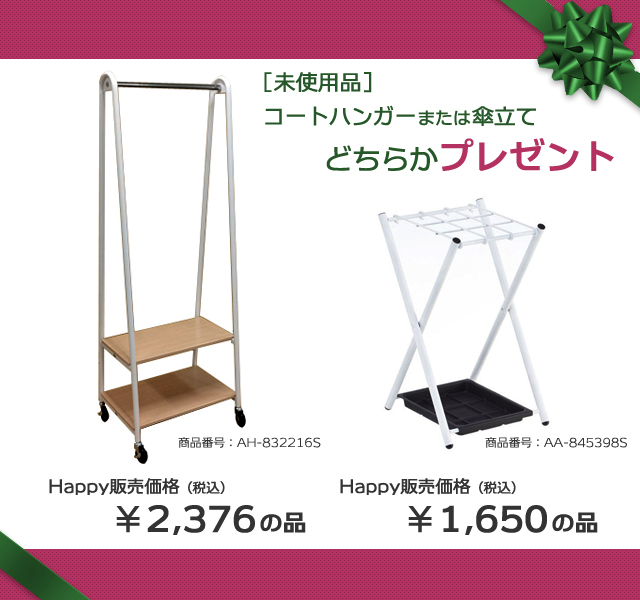 ［未使用品］
コートハンガーまたは傘立て
どちらかプレゼント
商品番号：AH-832216S
商品番号：AA-845398S
Happy販売価格（税込）
￥2,376の品
Happy販売価格（税込）
￥1,650の品